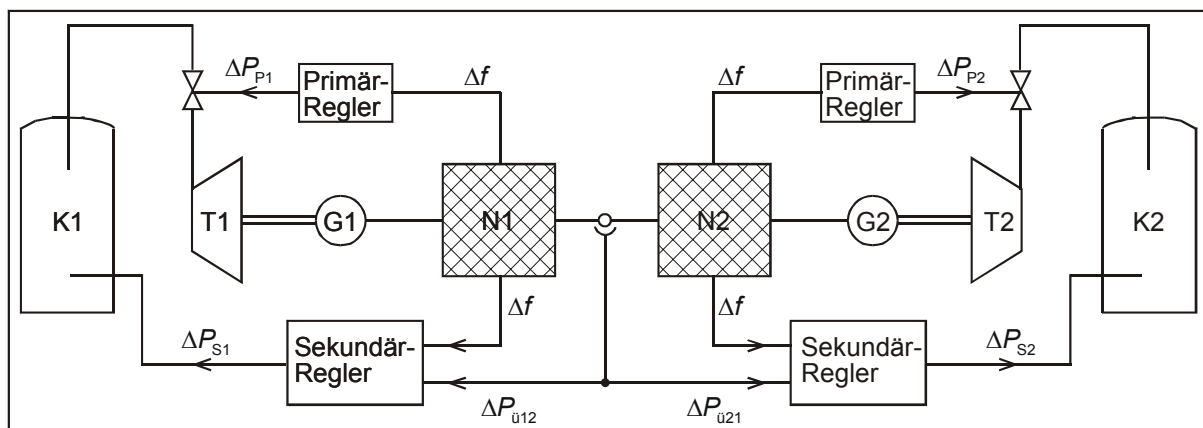 ΔP_P1
Primär-
Regler
Δf
Δf
Primär-
Regler
ΔP_P2
K1
T1
G1
N1
N2
G2
T2
K2
Δf
Δf
ΔP_S1
Sekundär-
Regler
Sekundär-
Regler
ΔP_S2
ΔP_ü12
ΔP_ü21